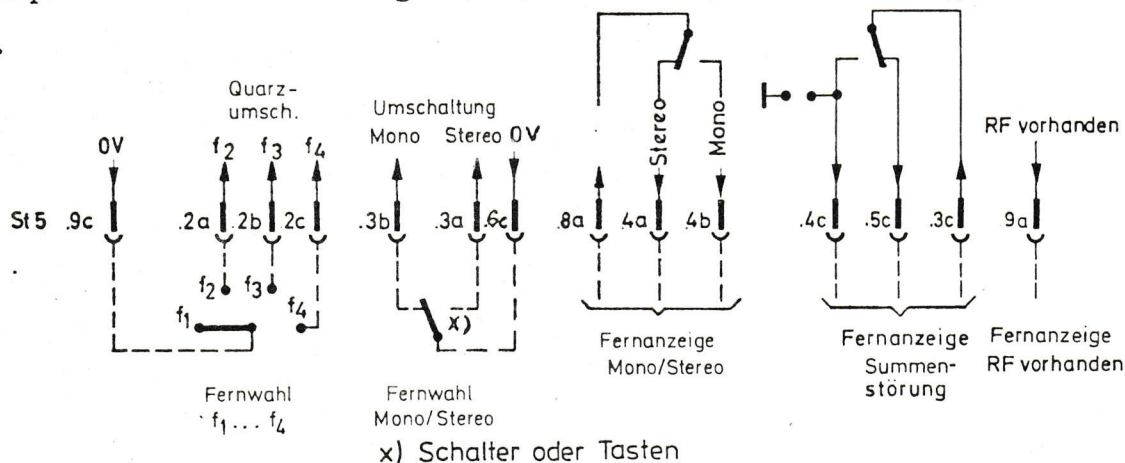 Quarz-
umsch.
Umschaltung
Mono Stereo 0V
0V f2 f3 f4
Stereo
Mono
RF vorhanden
St5 .9c .2a .2b .2c .3b .3a .6c .8a .4a .4b .4c .5c .3c 9a
f2 f3
f1 f4 x)
Fernwahl
f1...f4
Fernwahl
Mono/Stereo
Fernanzeige
Mono/Stereo
Fernanzeige
Summen-
störung
Fernanzeige
RF vorhanden
x) Schalter oder Tasten